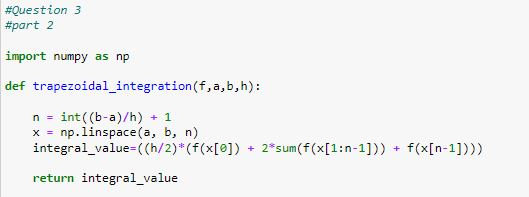 #Question 3
#part 2
import numpy as np
def trapezoidal_integration(f,a,b,h):
n = int((b-a)/h) + 1
x = np.linspace(a, b, n)
integral_value=((h/2)*(f(x[0]) + 2*sum(f(x[1:n-1])) + f(x[n-1])))
return integral_value